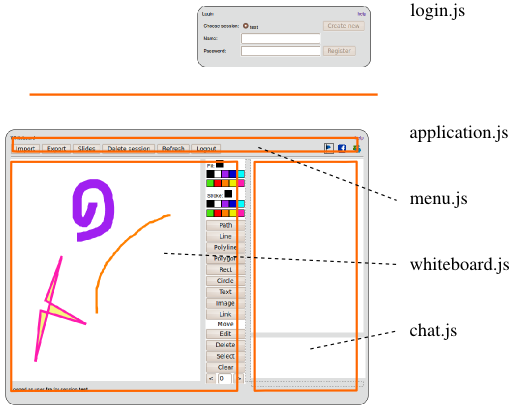 Login
help
login.js
Choose session:
test
Create new
Name:
Password:
Register
application.js
Import Export Slides Delete session Refresh Logout
menu.js
Fill:
Stroke:
Path
Line
Polyline
Polygon
Rect
whiteboard.js
Circle
Text
Image
Link
Move
Edit
chat.js
Delete
Select
Clear
< 0 >